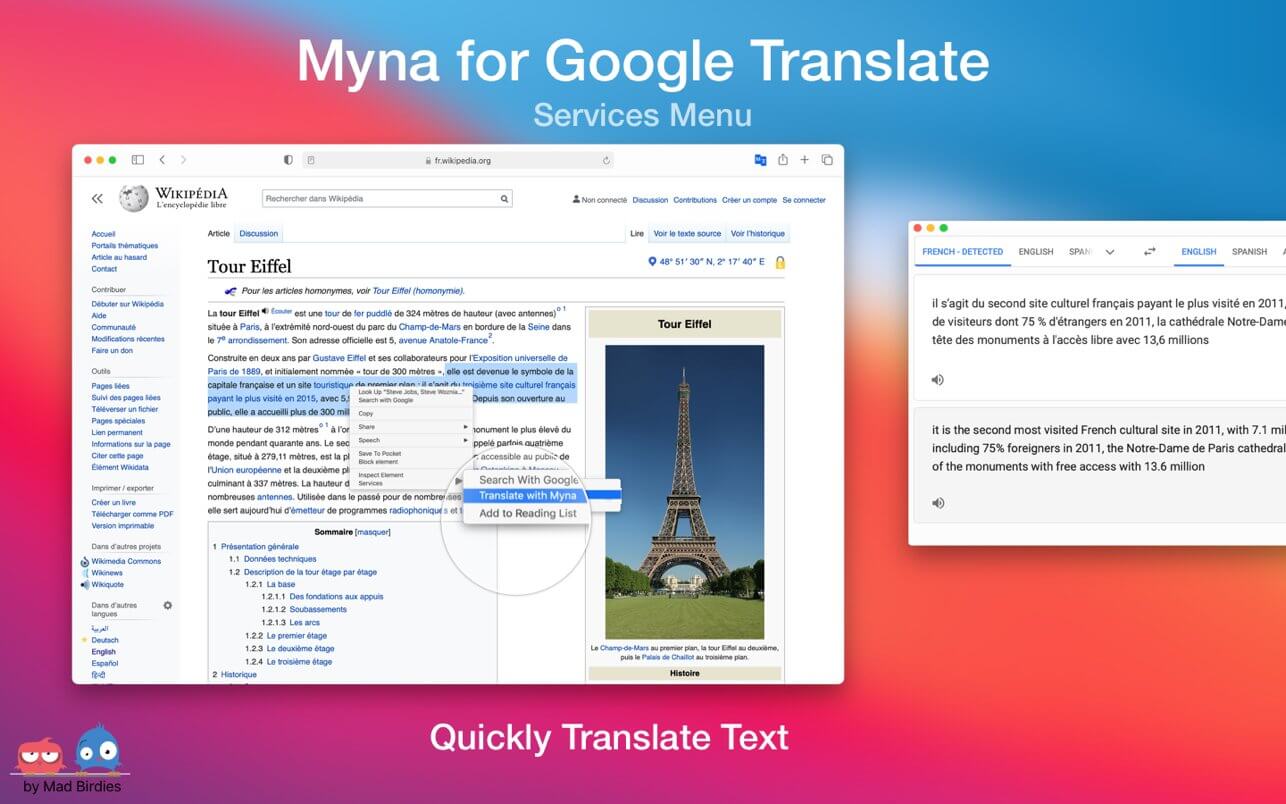 Myna for Google Translate
Services Menu
fr.wikipedia.org
WIKIPÉDIA
L'encyclopédie libre
Rechercher dans Wikipédia
Non connecté Discussion Contributions Créer un compte Se connecter
Article Discussion
Lire Voir le texte source Voir l'historique
Accueil
Portails thématiques
Article au hasard
Contact
Contribuer
Débuter sur Wikipédia
Aide
Communauté
Modifications récentes
Faire un don
Outils
Pages liées
Suivi des pages liées
Téléverser un fichier
Pages spéciales
Lien permanent
Informations sur la page
Citer cette page
Élément Wikidata
Imprimer / exporter
Créer un livre
Télécharger comme PDF
Version imprimable
Dans d'autres projets
Wikimedia Commons
Wikinews
Wikiquote
Dans d'autres
langues
العربية
Deutsch
English
Español
हिन्दी
Tour Eiffel
48° 51′ 30″ N, 2° 17′ 40″ E
Pour les articles homonymes, voir Tour Eiffel (homonymie).
La tour Eiffel Écouter est une tour de fer puddlé de 324 mètres de hauteur (avec antennes) o 1
située à Paris, à l'extrémité nord-ouest du parc du Champ-de-Mars en bordure de la Seine dans
le 7e arrondissement. Son adresse officielle est 5, avenue Anatole-France 2.
Construite en deux ans par Gustave Eiffel et ses collaborateurs pour l'Exposition universelle de
Paris de 1889, et initialement nommée « tour de 300 mètres », elle est devenue le symbole de la
capitale française et un site touristique de premier plan : il s'agit du troisième site culturel français
payant le plus visité en 2015, avec 5,9 Depuis son ouverture au
public, elle a accueilli plus de 300 mil
D'une hauteur de 312 mètres o 1 à l'or monument le plus élevé du
monde pendant quarante ans. Le sec appelé parfois quatrième
étage, situé à 279,11 mètres, est la p accessible au public de
l'Union européenne et la deuxième pl
culminant à 337 mètres. La hauteur
nombreuses antennes. Utilisée dans le passé pour de nombreuses
elle sert aujourd'hui d'émetteur de programmes radiophoniques et t
Look Up "Steve Jobs, Steve Woznia..."
Search with Google
Copy
Share
Speech
Save To Pocket
Block element
Inspect Element
Services
Search With Google
Translate with Myna
Add to Reading List
Sommaire [masquer]
1 Présentation générale
1.1 Données techniques
1.2 Description de la tour étage par étage
1.2.1 La base
1.2.1.1 Des fondations aux appuis
1.2.1.2 Soubassements
1.2.1.3 Les arcs
1.2.2 Le premier étage
1.2.3 Le deuxième étage
1.2.4 Le troisième étage
2 Historique
Tour Eiffel
Le Champ-de-Mars au premier plan, la tour Eiffel au deuxième,
puis le Palais de Chaillot au troisième plan.
Histoire
FRENCH - DETECTED ENGLISH SPANI ENGLISH SPANISH
il s'agit du second site culturel français payant le plus visité en 2011,
de visiteurs dont 75 % d'étrangers en 2011, la cathédrale Notre-Dame
tête des monuments à l'accès libre avec 13,6 millions
it is the second most visited French cultural site in 2011, with 7.1 mil
including 75% foreigners in 2011, the Notre-Dame de Paris cathedral
of the monuments with free access with 13.6 million
Quickly Translate Text
by Mad Birdies